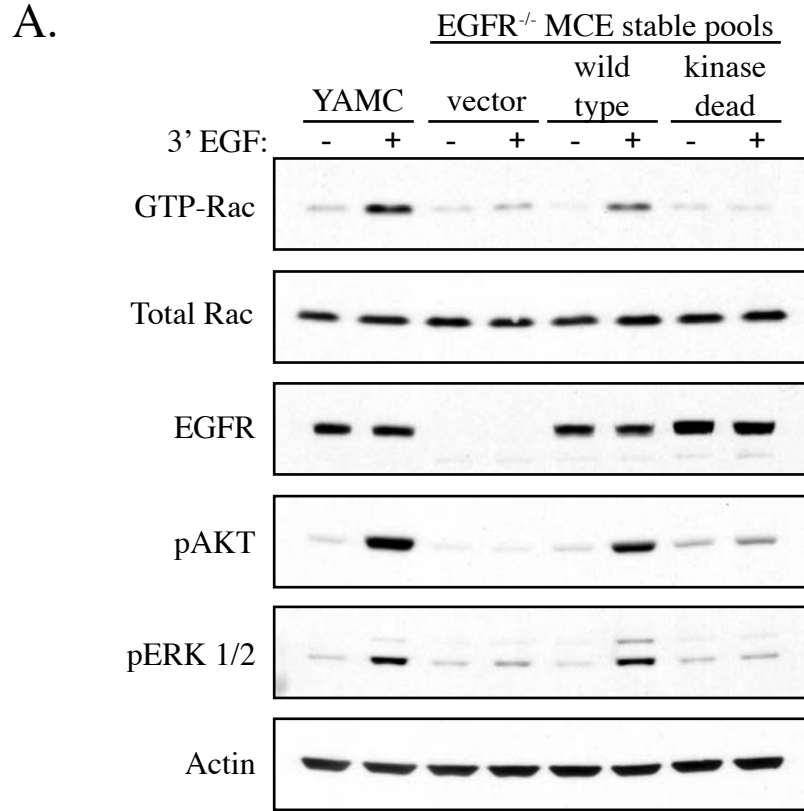 A.
EGFR-/- MCE stable pools
wild kinase
YAMC vector type dead
3’ EGF: - + - + - + - +
GTP-Rac
Total Rac
EGFR
pAKT
pERK 1/2
Actin